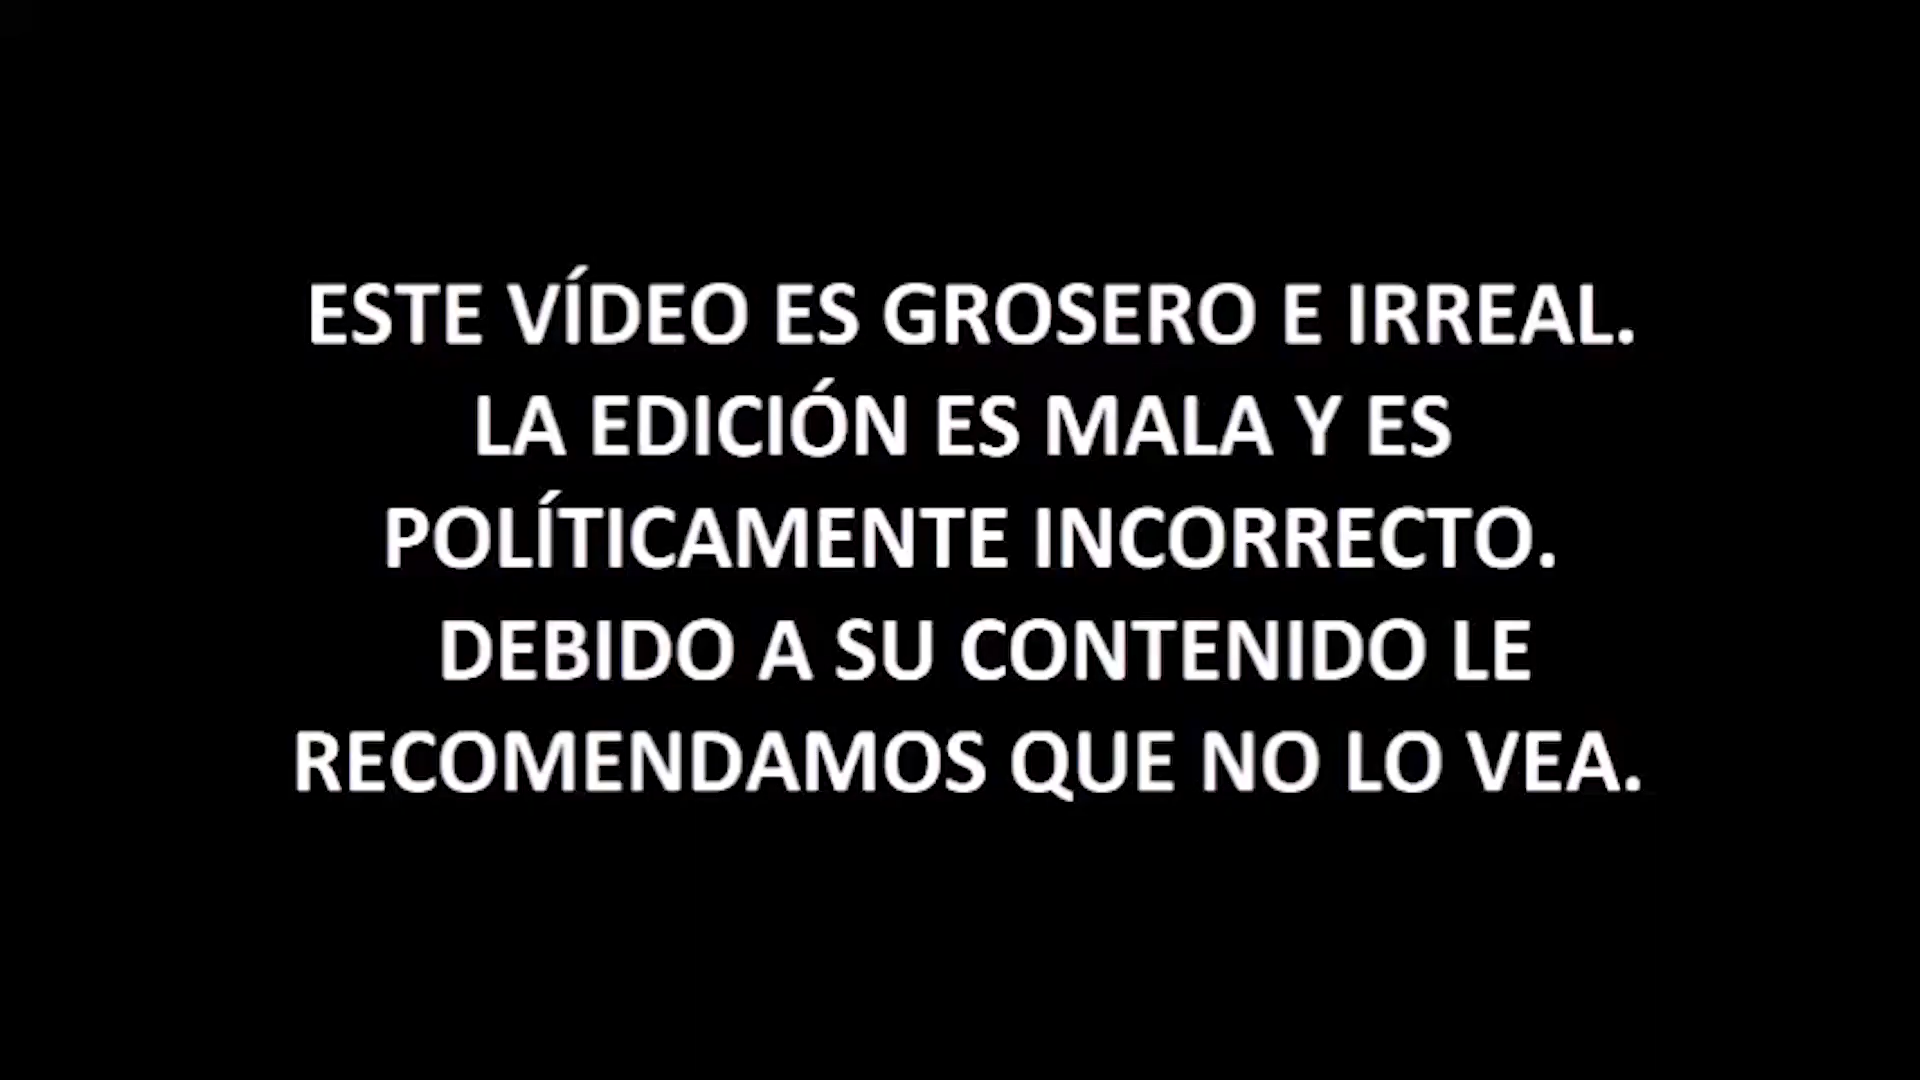 ESTE VÍDEO ES GROSERO E IRREAL.
LA EDICIÓN ES MALA Y ES
POLÍTICAMENTE INCORRECTO.
DEBIDO A SU CONTENIDO LE
RECOMENDAMOS QUE NO LO VEA.